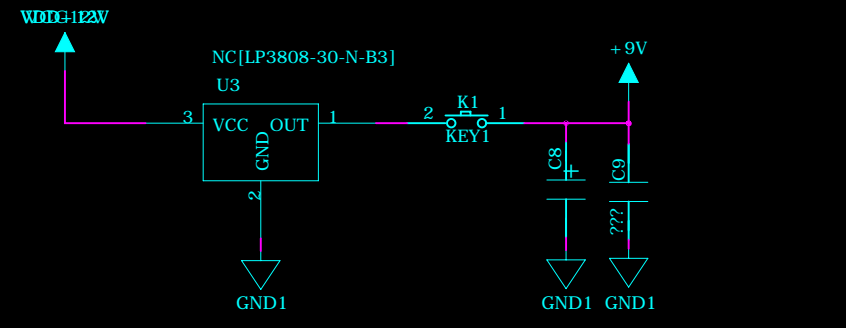 +9V
NC[LP3808-30-N-B3]
U3
K1
3
VCC
OUT
1
2
1
KEY1
GND
2
C8
+
C9
???
GND1
GND1
GND1